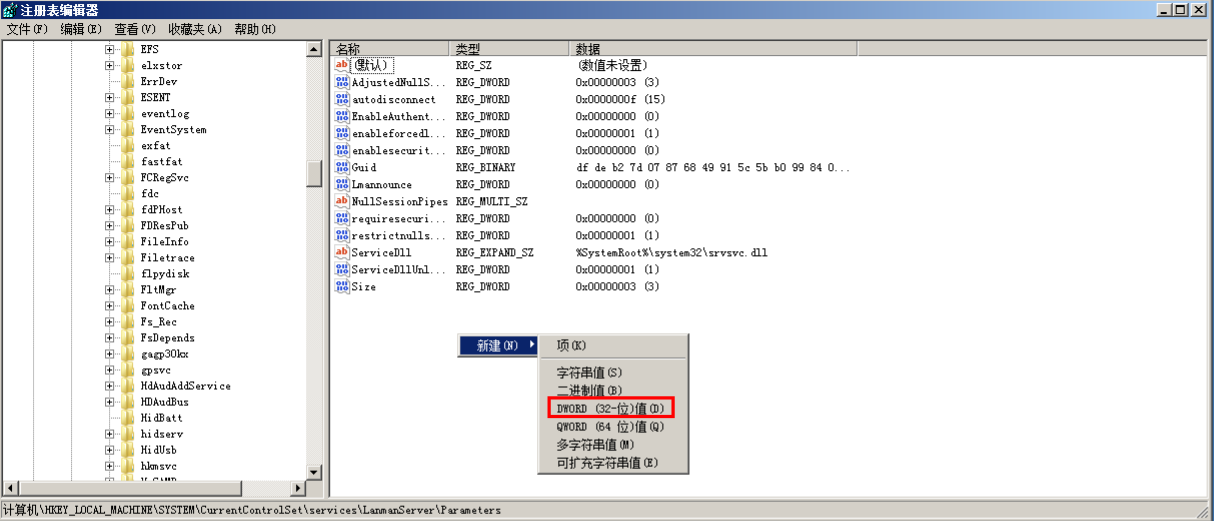 注册表编辑器
文件(F) 编辑(E) 查看(V) 收藏夹(A) 帮助(H)
EFS
elxstor
ErrDev
ESENT
eventlog
EventSystem
exfat
fastfat
FCRegSvc
fdc
fdPHost
FDResPub
FileInfo
Filetrace
flpydisk
FltMgr
FontCache
Fs_Rec
FsDepends
gagp30kx
gpsvc
HdAudAddService
HDAudBus
HidBatt
hidserv
HidUsb
hkmsvc
名称 类型 数据
(默认) REG_SZ (数值未设置)
AdjustedNullS... REG_DWORD 0x00000003 (3)
autodisconnect REG_DWORD 0x0000000f (15)
EnableAuthent... REG_DWORD 0x00000000 (0)
enableforcedl... REG_DWORD 0x00000001 (1)
enablesecurit... REG_DWORD 0x00000000 (0)
Guid REG_BINARY df de b2 7d 07 87 68 49 91 5c 5b b0 99 84 0...
Lmannounce REG_DWORD 0x00000000 (0)
NullSessionPipes REG_MULTI_SZ
requiresecuri... REG_DWORD 0x00000000 (0)
restrictnulls... REG_DWORD 0x00000001 (1)
ServiceDll REG_EXPAND_SZ %SystemRoot%\system32\srvsvc.dll
ServiceDllUnl... REG_DWORD 0x00000001 (1)
Size REG_DWORD 0x00000003 (3)
新建(N)
项(K)
字符串值(S)
二进制值(B)
DWORD (32-位)值(D)
QWORD (64 位)值(Q)
多字符串值(M)
可扩充字符串值(E)
计算机\HKEY_LOCAL_MACHINE\SYSTEM\CurrentControlSet\services\LanmanServer\Parameters